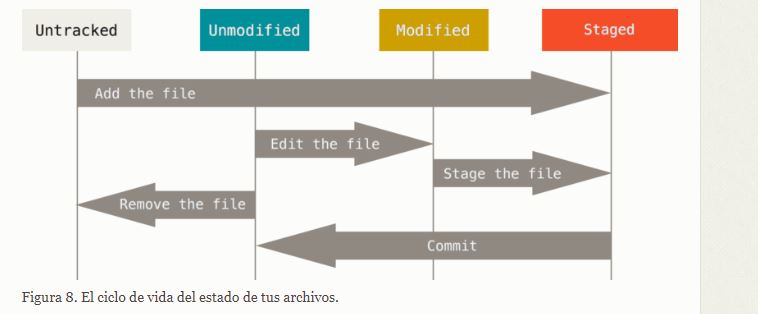 Untracked
Unmodified
Modified
Staged
Add the file
Edit the file
Stage the file
Remove the file
Commit
Figura 8. El ciclo de vida del estado de tus archivos.